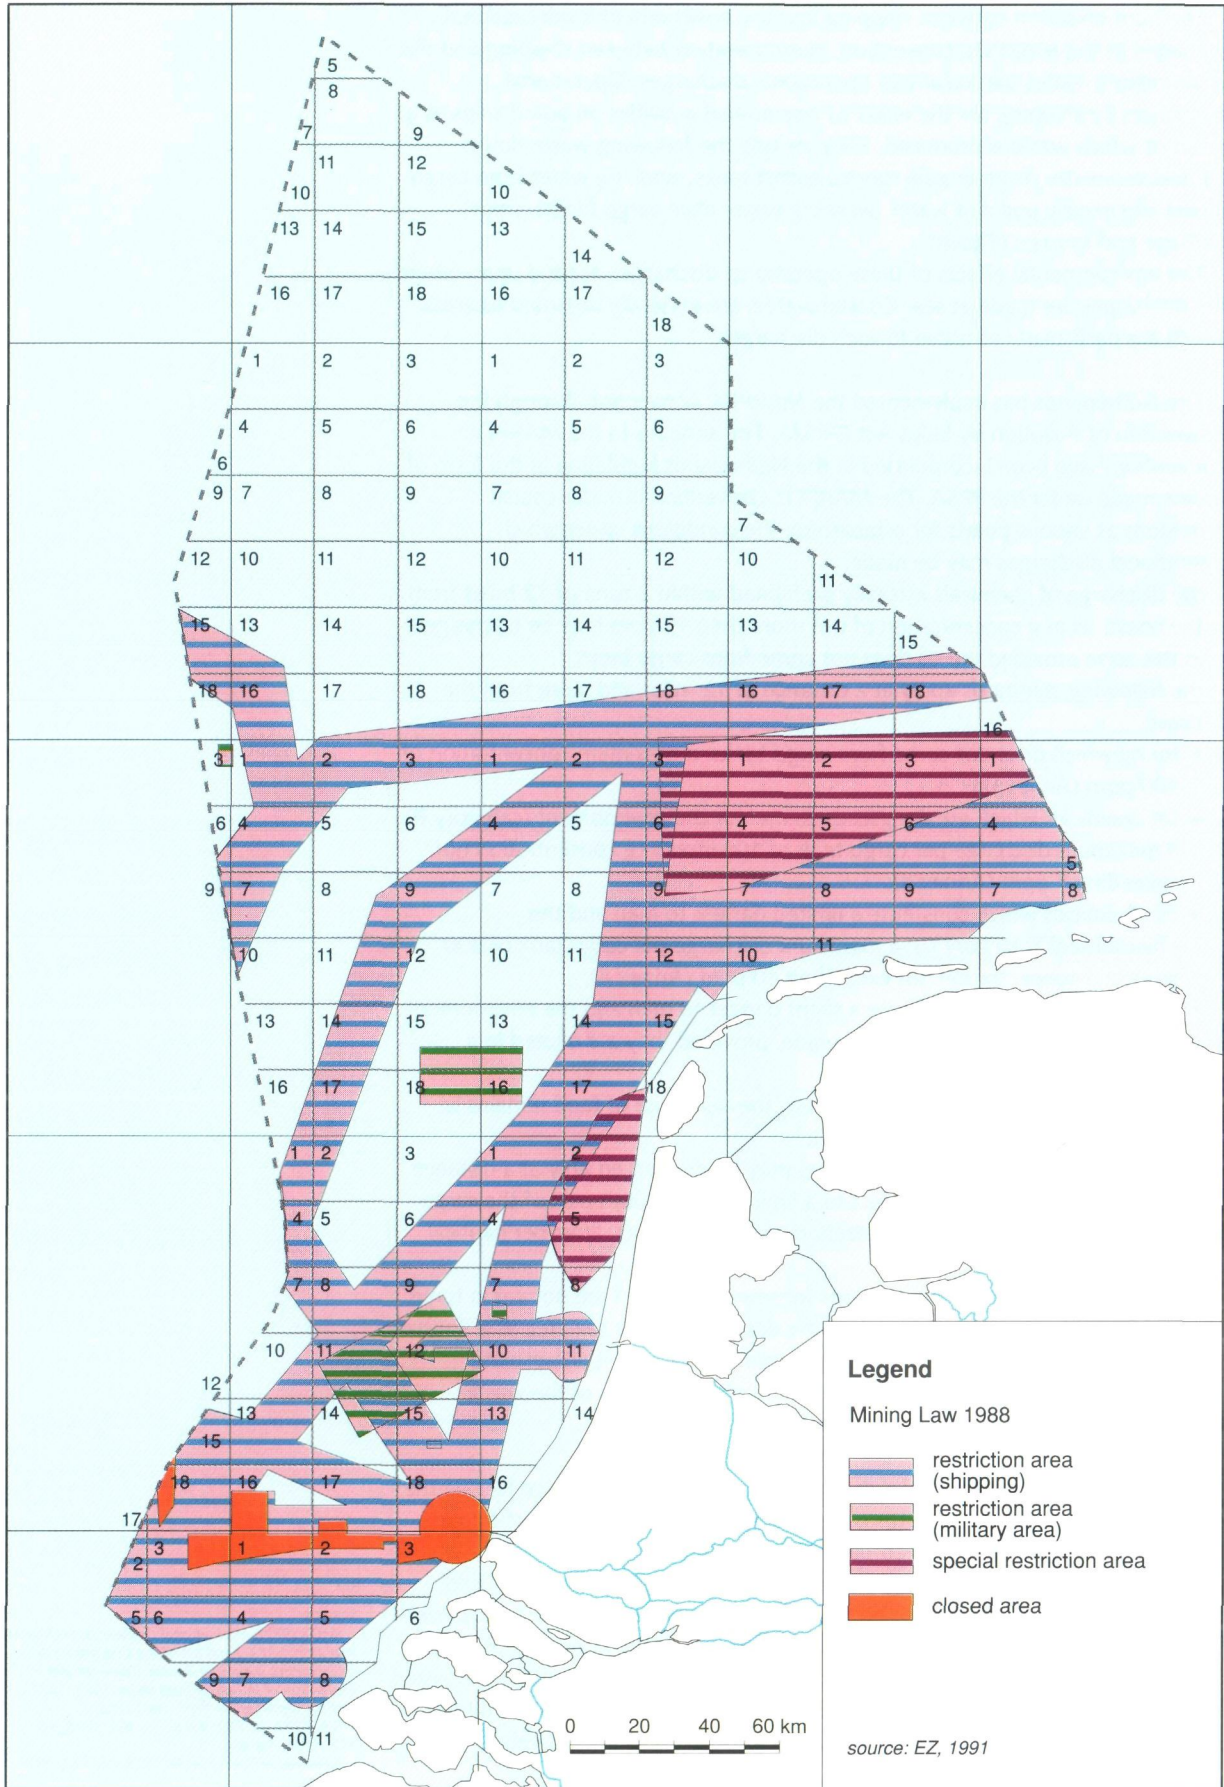 5
8
7 9
11 12
10 10
13 14 15 13
14
16 17 18 16 17
18
1 2 3 1 2 3
4 5 6 4 5 6
6
9 7 8 9 7 8 9
7
12 10 11 12 10 11 12 10
11
15 13 14 15 13 14 15 13 14
15
18 16 17 18 16 17 18 16 17 18
16
3 1 2 3 1 2 3 1 2 3 1
6 4 5 6 4 5 6 4 5 6 4
5
9 7 8 9 7 8 9 7 8 9 7 8
11
10 11 12 10 11 12 10
13 14 15 13 14 15
16 17 18 16 17 18
1 2 3 1 2
4 5 6 4 5
7 8 9 7 8
10 11 12 10 11
12
13 14 15 13 14
15
18 16 17 18 16
17
3 1 2 3
2
5 6 4 5 6
9 7 8
10 11
Legend
Mining Law 1988
restriction area
(shipping)
restriction area
(military area)
special restriction area
closed area
0 20 40 60 km
source: EZ, 1991